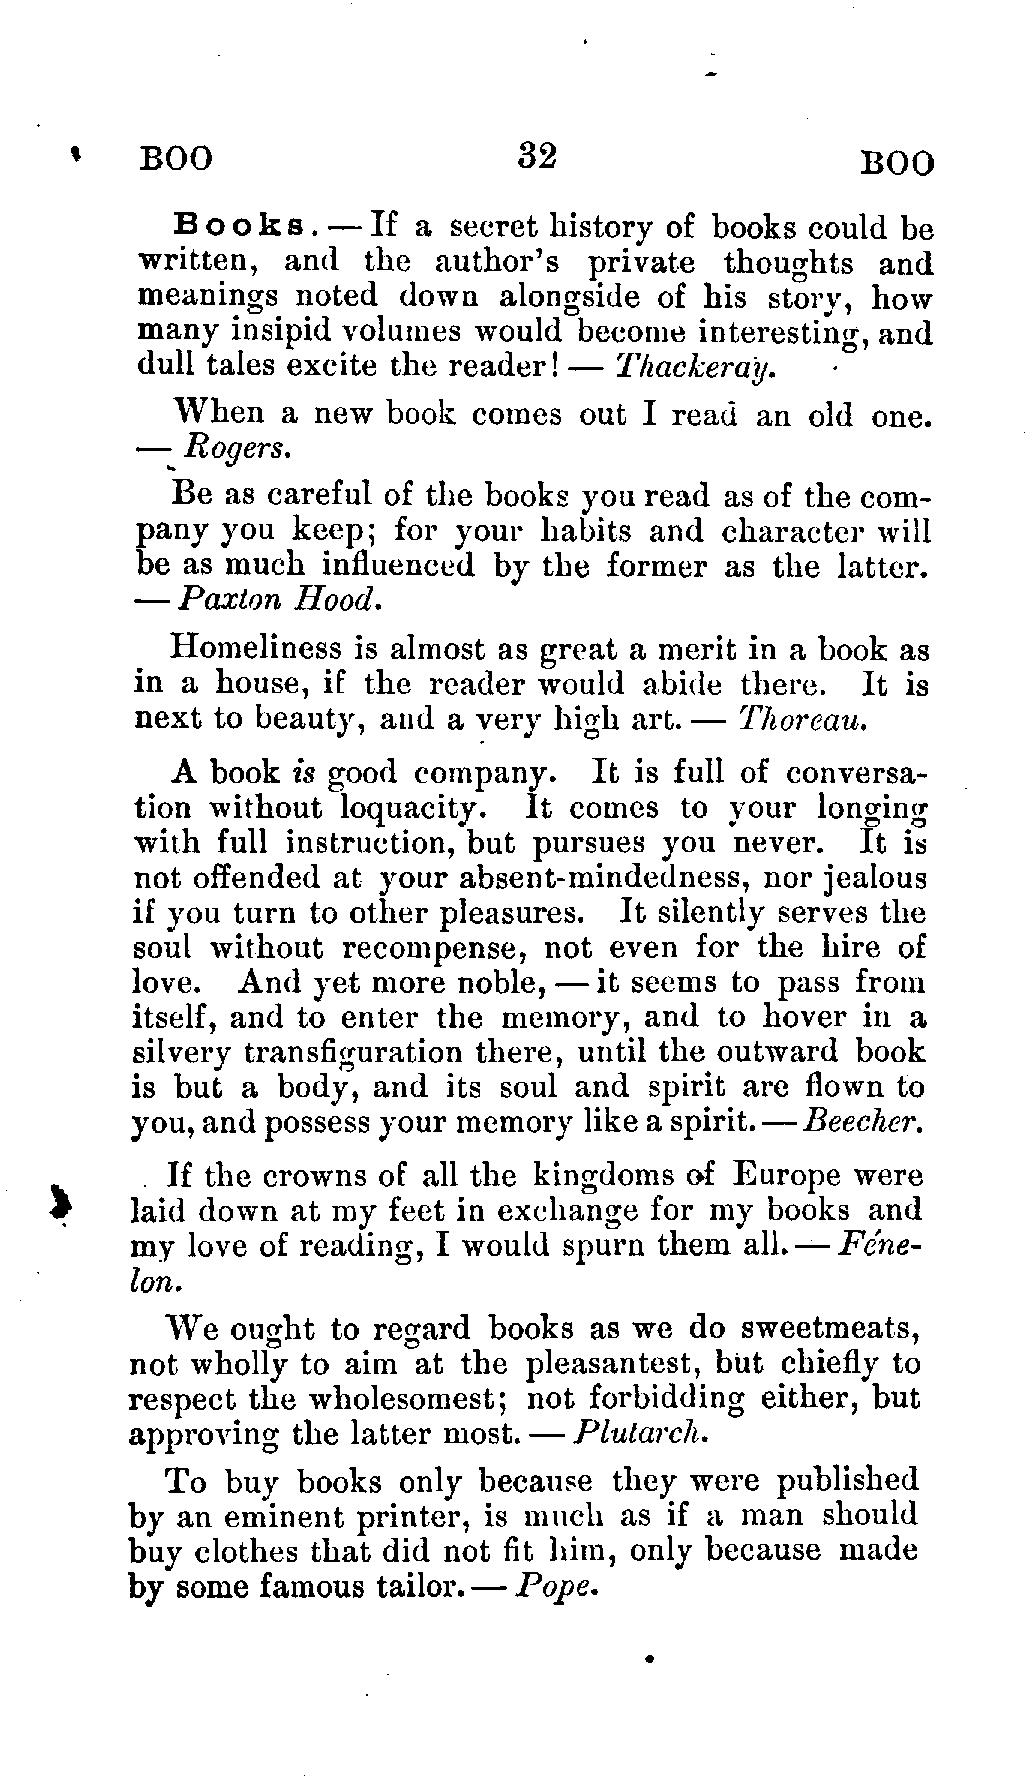 BOO 32 BOO
Books. — If a secret history of books could be
written, and the author's private thoughts and
meanings noted down alongside of his story, how
many insipid volumes would become interesting, and
dull tales excite the reader! — Thackeray.
When a new book comes out I read an old one.
— Rogers.
Be as careful of the books you read as of the com-
pany you keep; for your habits and character will
be as much influenced by the former as the latter.
— Paxton Hood.
Homeliness is almost as great a merit in a book as
in a house, if the reader would abide there. It is
next to beauty, and a very high art. — Thoreau.
A book is good company. It is full of conversa-
tion without loquacity. It comes to your longing
with full instruction, but pursues you never. It is
not offended at your absent-mindedness, nor jealous
if you turn to other pleasures. It silently serves the
soul without recompense, not even for the hire of
love. And yet more noble, — it seems to pass from
itself, and to enter the memory, and to hover in a
silvery transfiguration there, until the outward book
is but a body, and its soul and spirit are flown to
you, and possess your memory like a spirit. — Beecher.
If the crowns of all the kingdoms of Europe were
laid down at my feet in exchange for my books and
my love of reading, I would spurn them all. — Féne-
lon.
We ought to regard books as we do sweetmeats,
not wholly to aim at the pleasantest, but chiefly to
respect the wholesomest; not forbidding either, but
approving the latter most. — Plutarch.
To buy books only because they were published
by an eminent printer, is much as if a man should
buy clothes that did not fit him, only because made
by some famous tailor. — Pope.